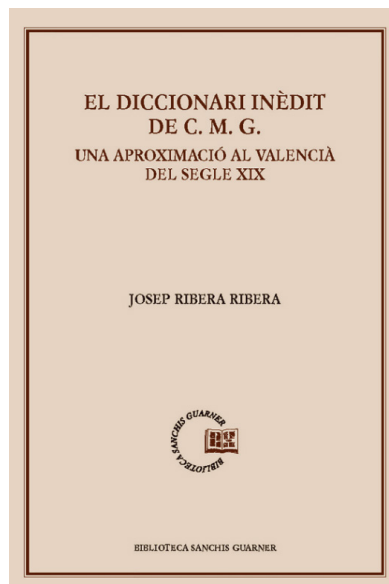 EL DICCIONARI INÈDIT
DE C. M. G.
UNA APROXIMACIÓ AL VALENCIÀ
DEL SEGLE XIX
JOSEP RIBERA RIBERA
BIBLIOTECA SANCHIS GUARNER
BIBLIOTECA SANCHIS GUARNER